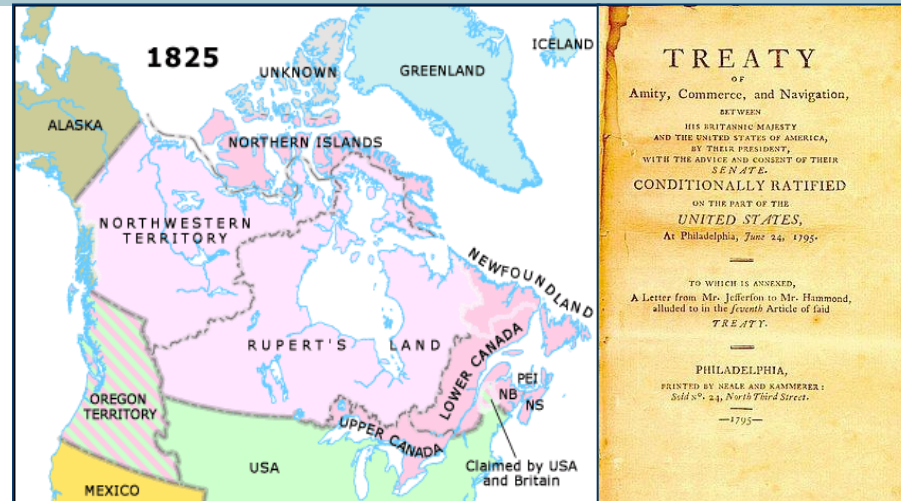 1825
UNKNOWN
GREENLAND
ICELAND
ALASKA
NORTHERN ISLANDS
NORTHWESTERN
TERRITORY
NEWFOUNDLAND
RUPERT'S LAND
LOWER CANADA
PEI
NB
NS
OREGON
TERRITORY
UPPER CANADA
USA
Claimed by USA
and Britain
MEXICO
TREATY
OF
Amity, Commerce, and Navigation,
BETWEEN
HIS BRITANNIC MAJESTY
AND THE UNITED STATES OF AMERICA,
BY THEIR PRESIDENT,
WITH THE ADVICE AND CONSENT OF THEIR
SENATE.
CONDITIONALLY RATIFIED
ON THE PART OF THE
UNITED STATES,
At Philadelphia, June 24, 1795.
TO WHICH IS ANNEXED,
A Letter from Mr. Jefferson to Mr. Hammond,
alluded to in the ſeventh Article of ſaid
TREATY.
PHILADELPHIA,
PRINTED BY NEALE AND KAMMERER:
Sold No. 24, North Third Street.
—1795—